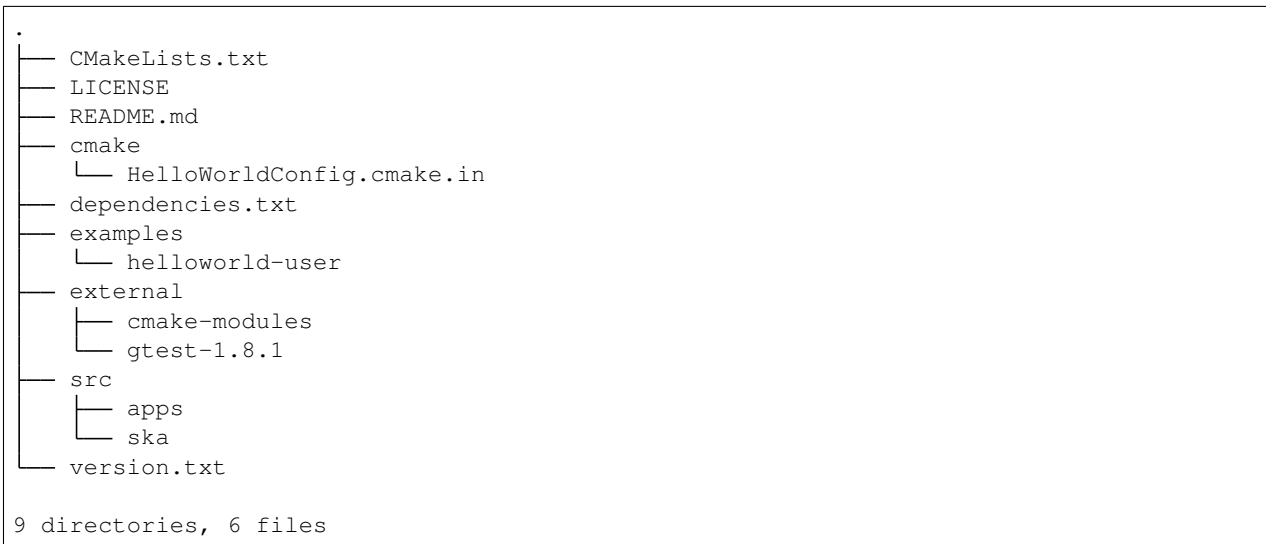 .
├── CMakeLists.txt
├── LICENSE
├── README.md
├── cmake
│   └── HelloWorldConfig.cmake.in
├── dependencies.txt
├── examples
│   └── helloworld-user
├── external
│   ├── cmake-modules
│   └── gtest-1.8.1
├── src
│   ├── apps
│   └── ska
└── version.txt

9 directories, 6 files